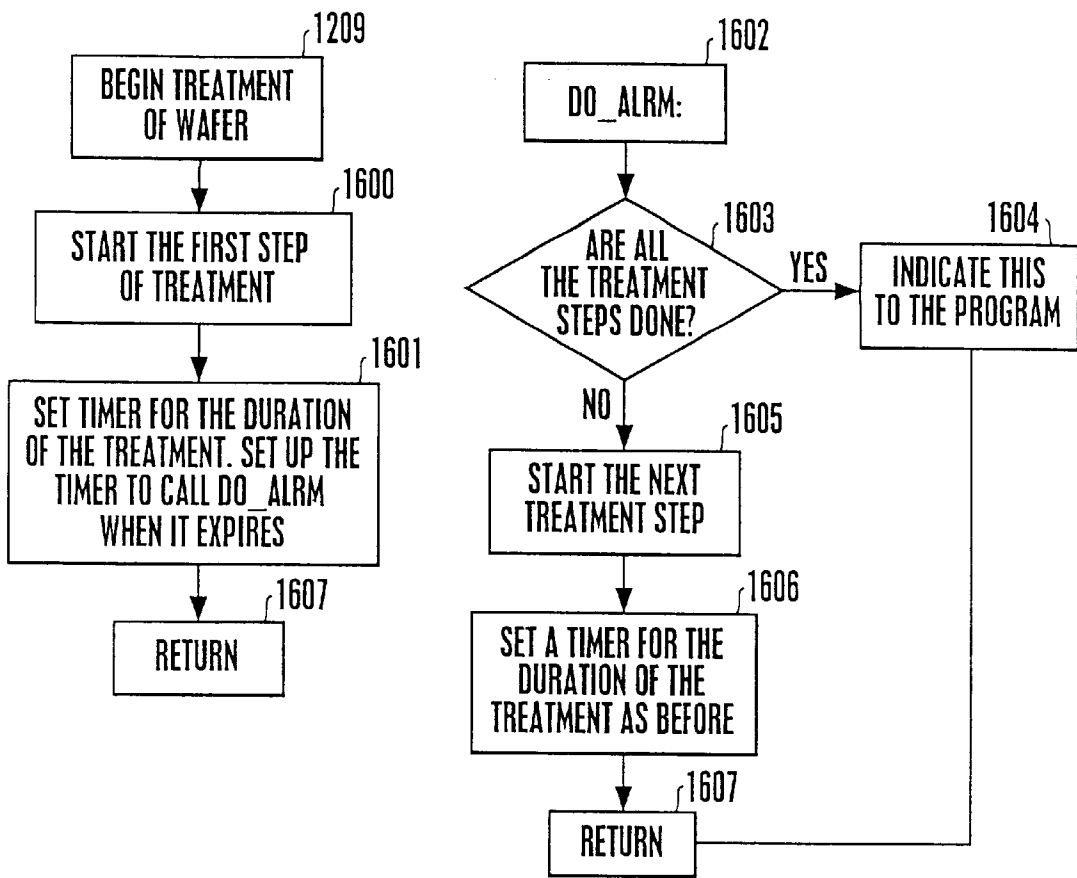 1209
BEGIN TREATMENT
OF WAFER
1600
START THE FIRST STEP
OF TREATMENT
1601
SET TIMER FOR THE DURATION
OF THE TREATMENT. SET UP THE
TIMER TO CALL DO_ALRM
WHEN IT EXPIRES
1607
RETURN
1602
DO_ALRM:
1603
ARE ALL
THE TREATMENT
STEPS DONE?
YES
1604
INDICATE THIS
TO THE PROGRAM
NO
1605
START THE NEXT
TREATMENT STEP
1606
SET A TIMER FOR THE
DURATION OF THE
TREATMENT AS BEFORE
1607
RETURN